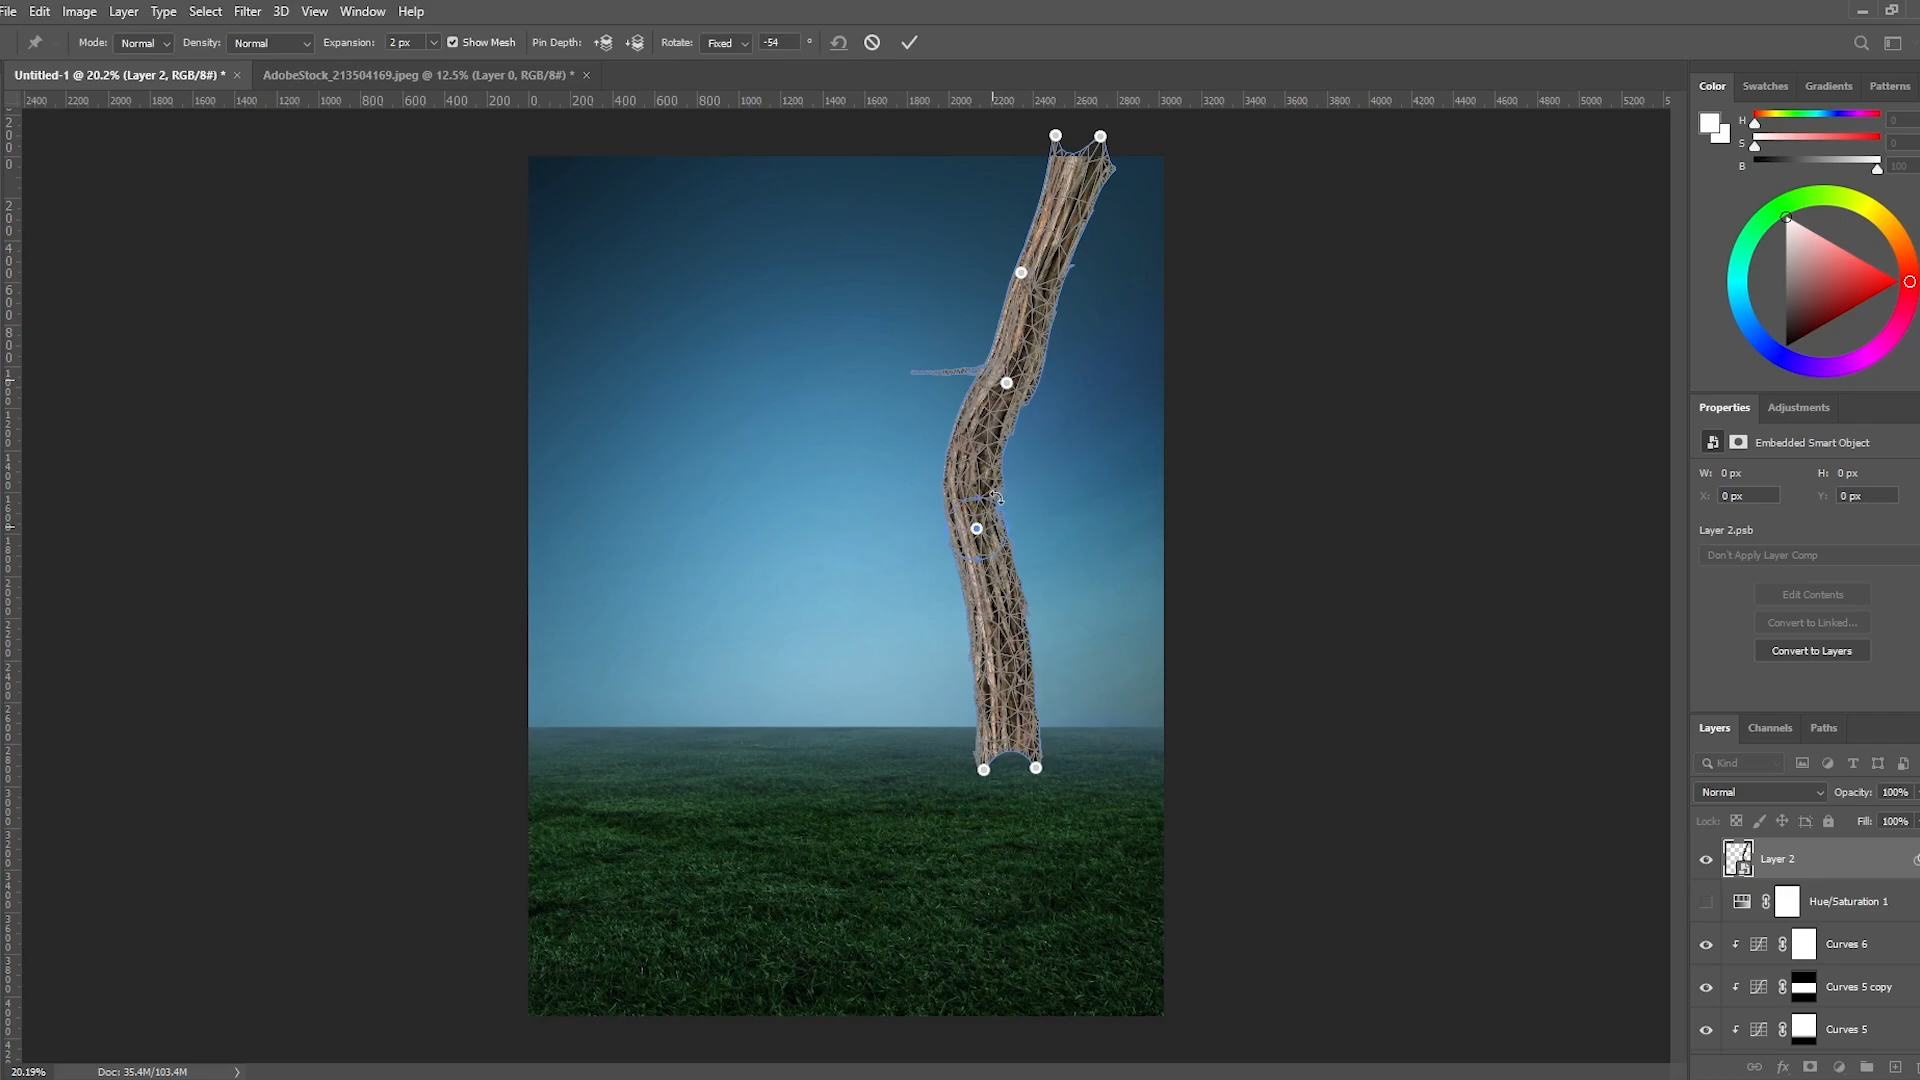 File Edit Image Layer Type Select Filter 3D View Window Help
Mode: Normal Density: Normal Expansion: 2 px Show Mesh Pin Depth: Rotate: Fixed -54 °
Untitled-1 @ 20.2% (Layer 2, RGB/8#) * × AdobeStock_213504169.jpeg @ 12.5% (Layer 0, RGB/8#) * ×
2400 2200 2000 1800 1600 1400 1200 1000 800 600 400 200 0 200 400 600 800 1000 1200 1400 1600 1800 2000 2200 2400 2600 2800 3000 3200 3400 3600 3800 4000 4200 4400 4600 4800 5000 5200 5
Color Swatches Gradients Patterns
H 0
S 0
B 100
Properties Adjustments
Embedded Smart Object
W: 0 px H: 0 px
X: 0 px Y: 0 px
Layer 2.psb
Don't Apply Layer Comp
Edit Contents
Convert to Linked...
Convert to Layers
Layers Channels Paths
Kind
Normal Opacity: 100%
Lock: Fill: 100%
Layer 2
Hue/Saturation 1
Curves 6
Curves 5 copy
Curves 5
fx
20.19% Doc: 35.4M/103.4M